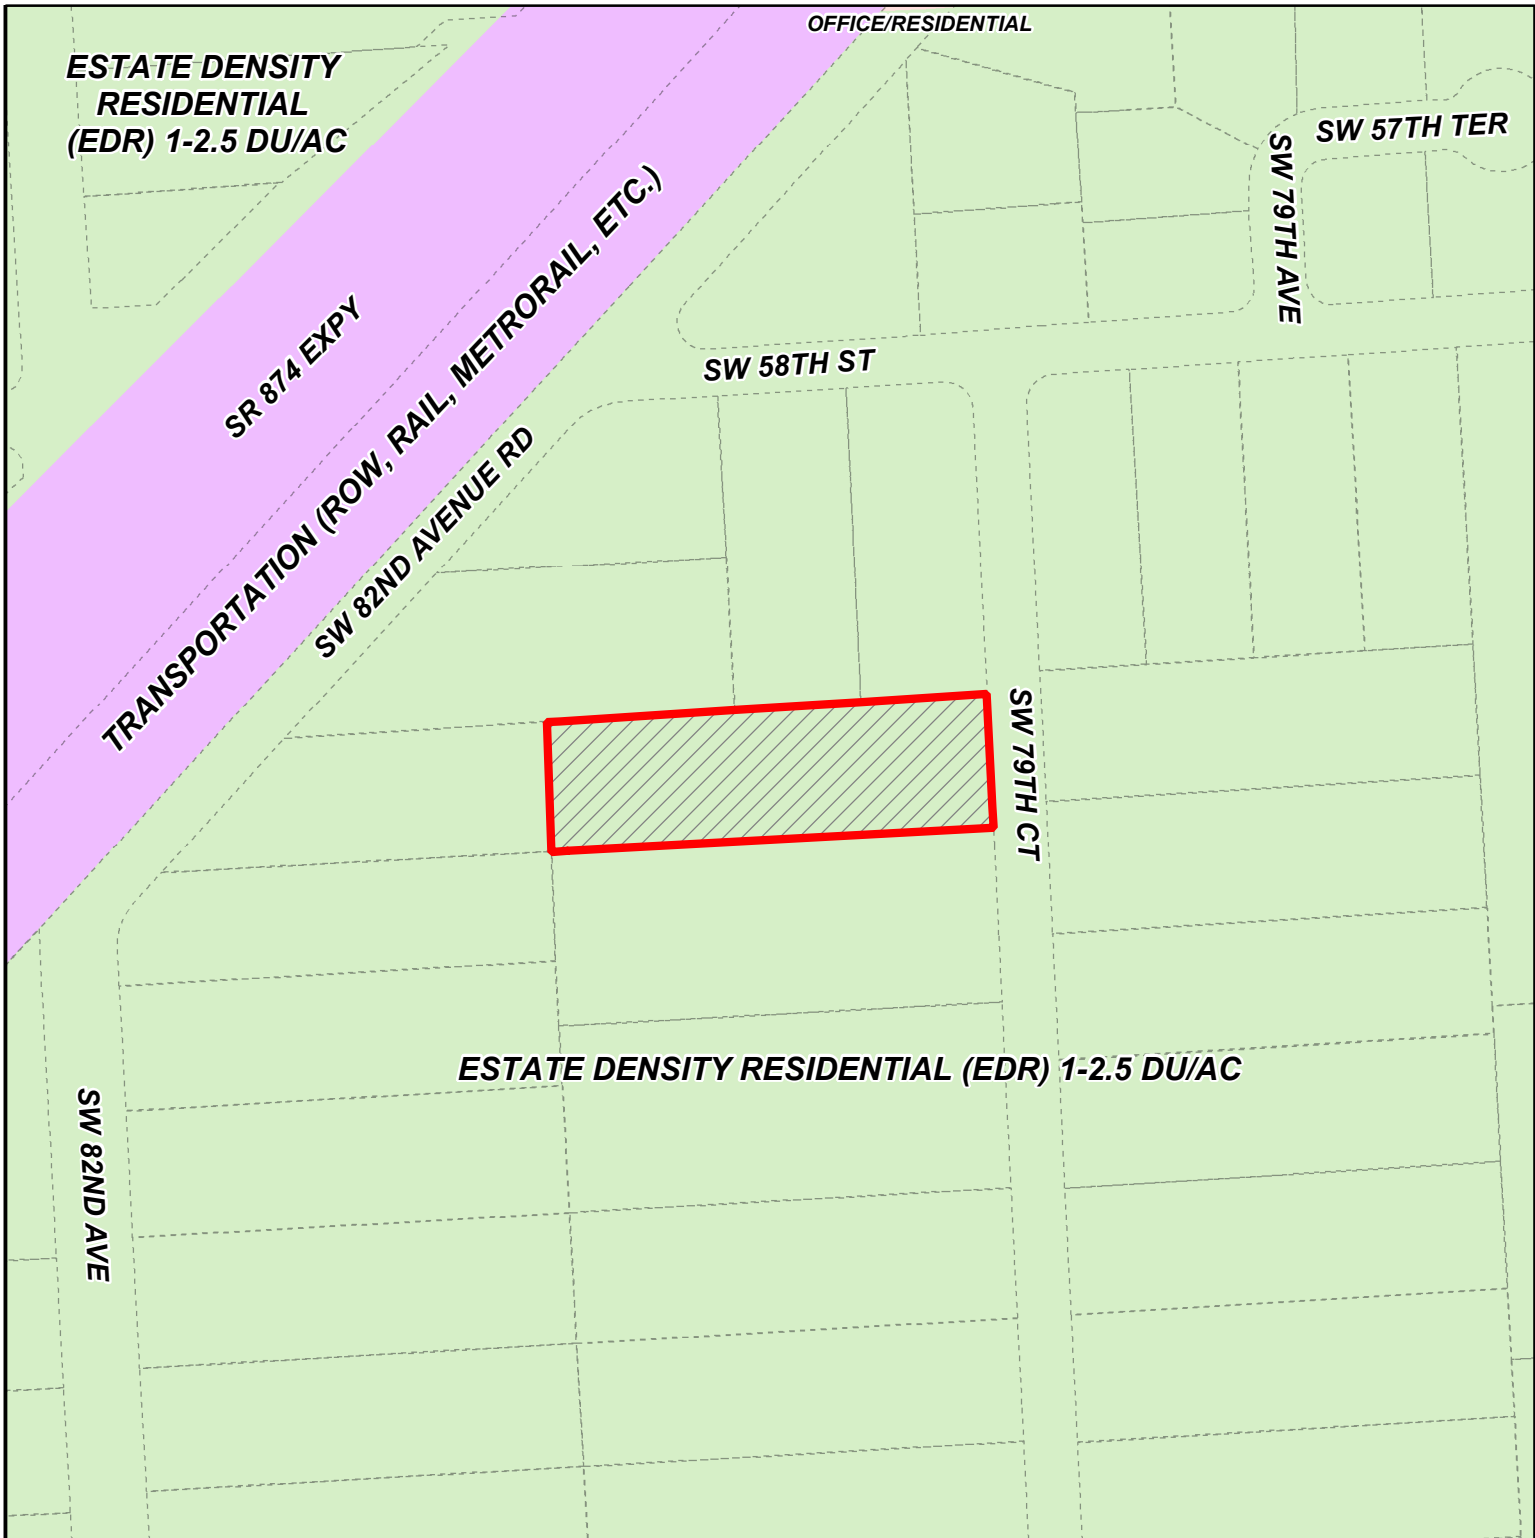 OFFICE/RESIDENTIAL
ESTATE DENSITY
RESIDENTIAL
(EDR) 1-2.5 DU/AC
SW 57TH TER
SW 79TH AVE
TRANSPORTATION (ROW, RAIL, METRORAIL, ETC.)
SR 874 EXPY
SW 58TH ST
SW 82ND AVENUE RD
SW 79TH CT
ESTATE DENSITY RESIDENTIAL (EDR) 1-2.5 DU/AC
SW 82ND AVE